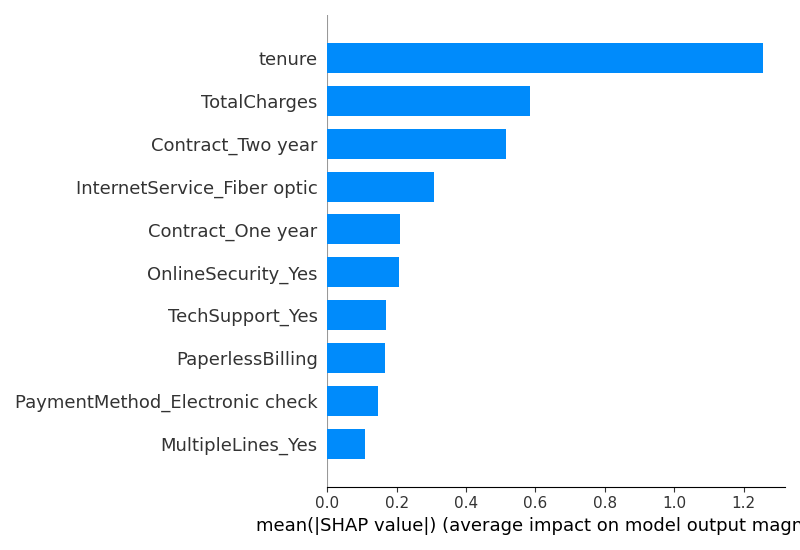 tenure
TotalCharges
Contract_Two year
InternetService_Fiber optic
Contract_One year
OnlineSecurity_Yes
TechSupport_Yes
PaperlessBilling
PaymentMethod_Electronic check
MultipleLines_Yes
0.0 0.2 0.4 0.6 0.8 1.0 1.2
mean(|SHAP value|) (average impact on model output magn